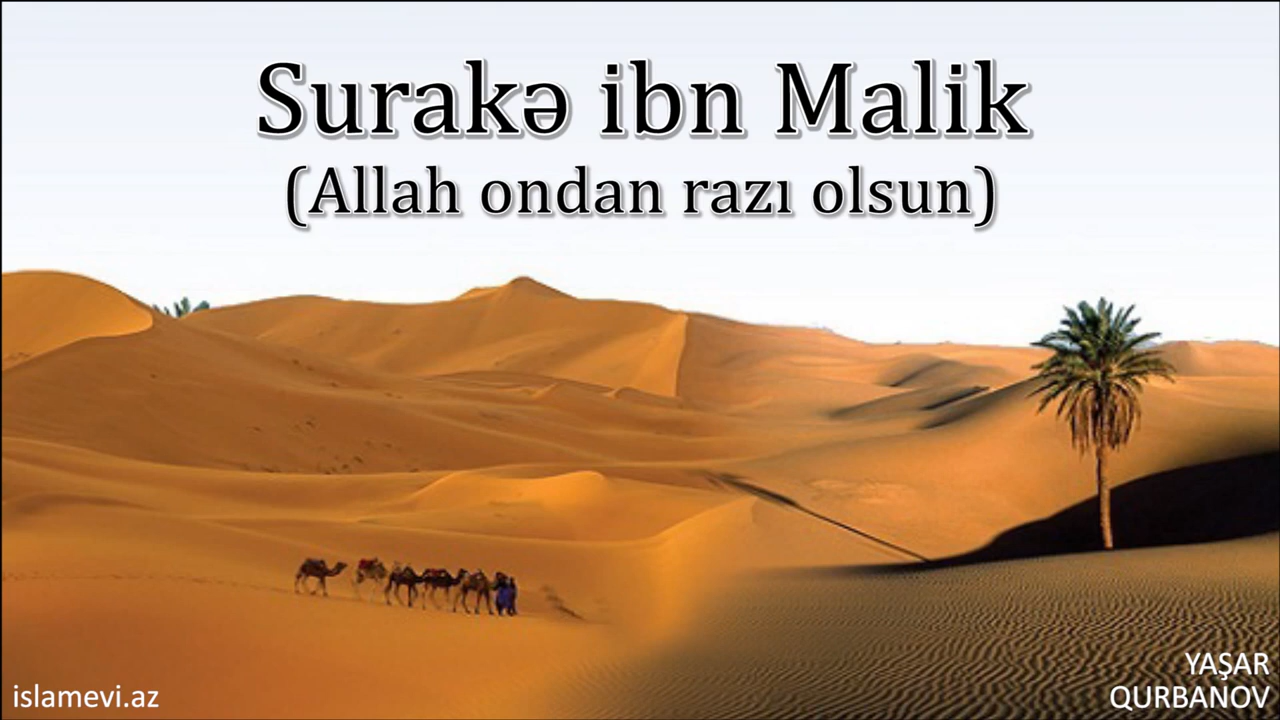 Surakə ibn Malik
(Allah ondan razı olsun)
islamevi.az
YAŞAR
QURBANOV